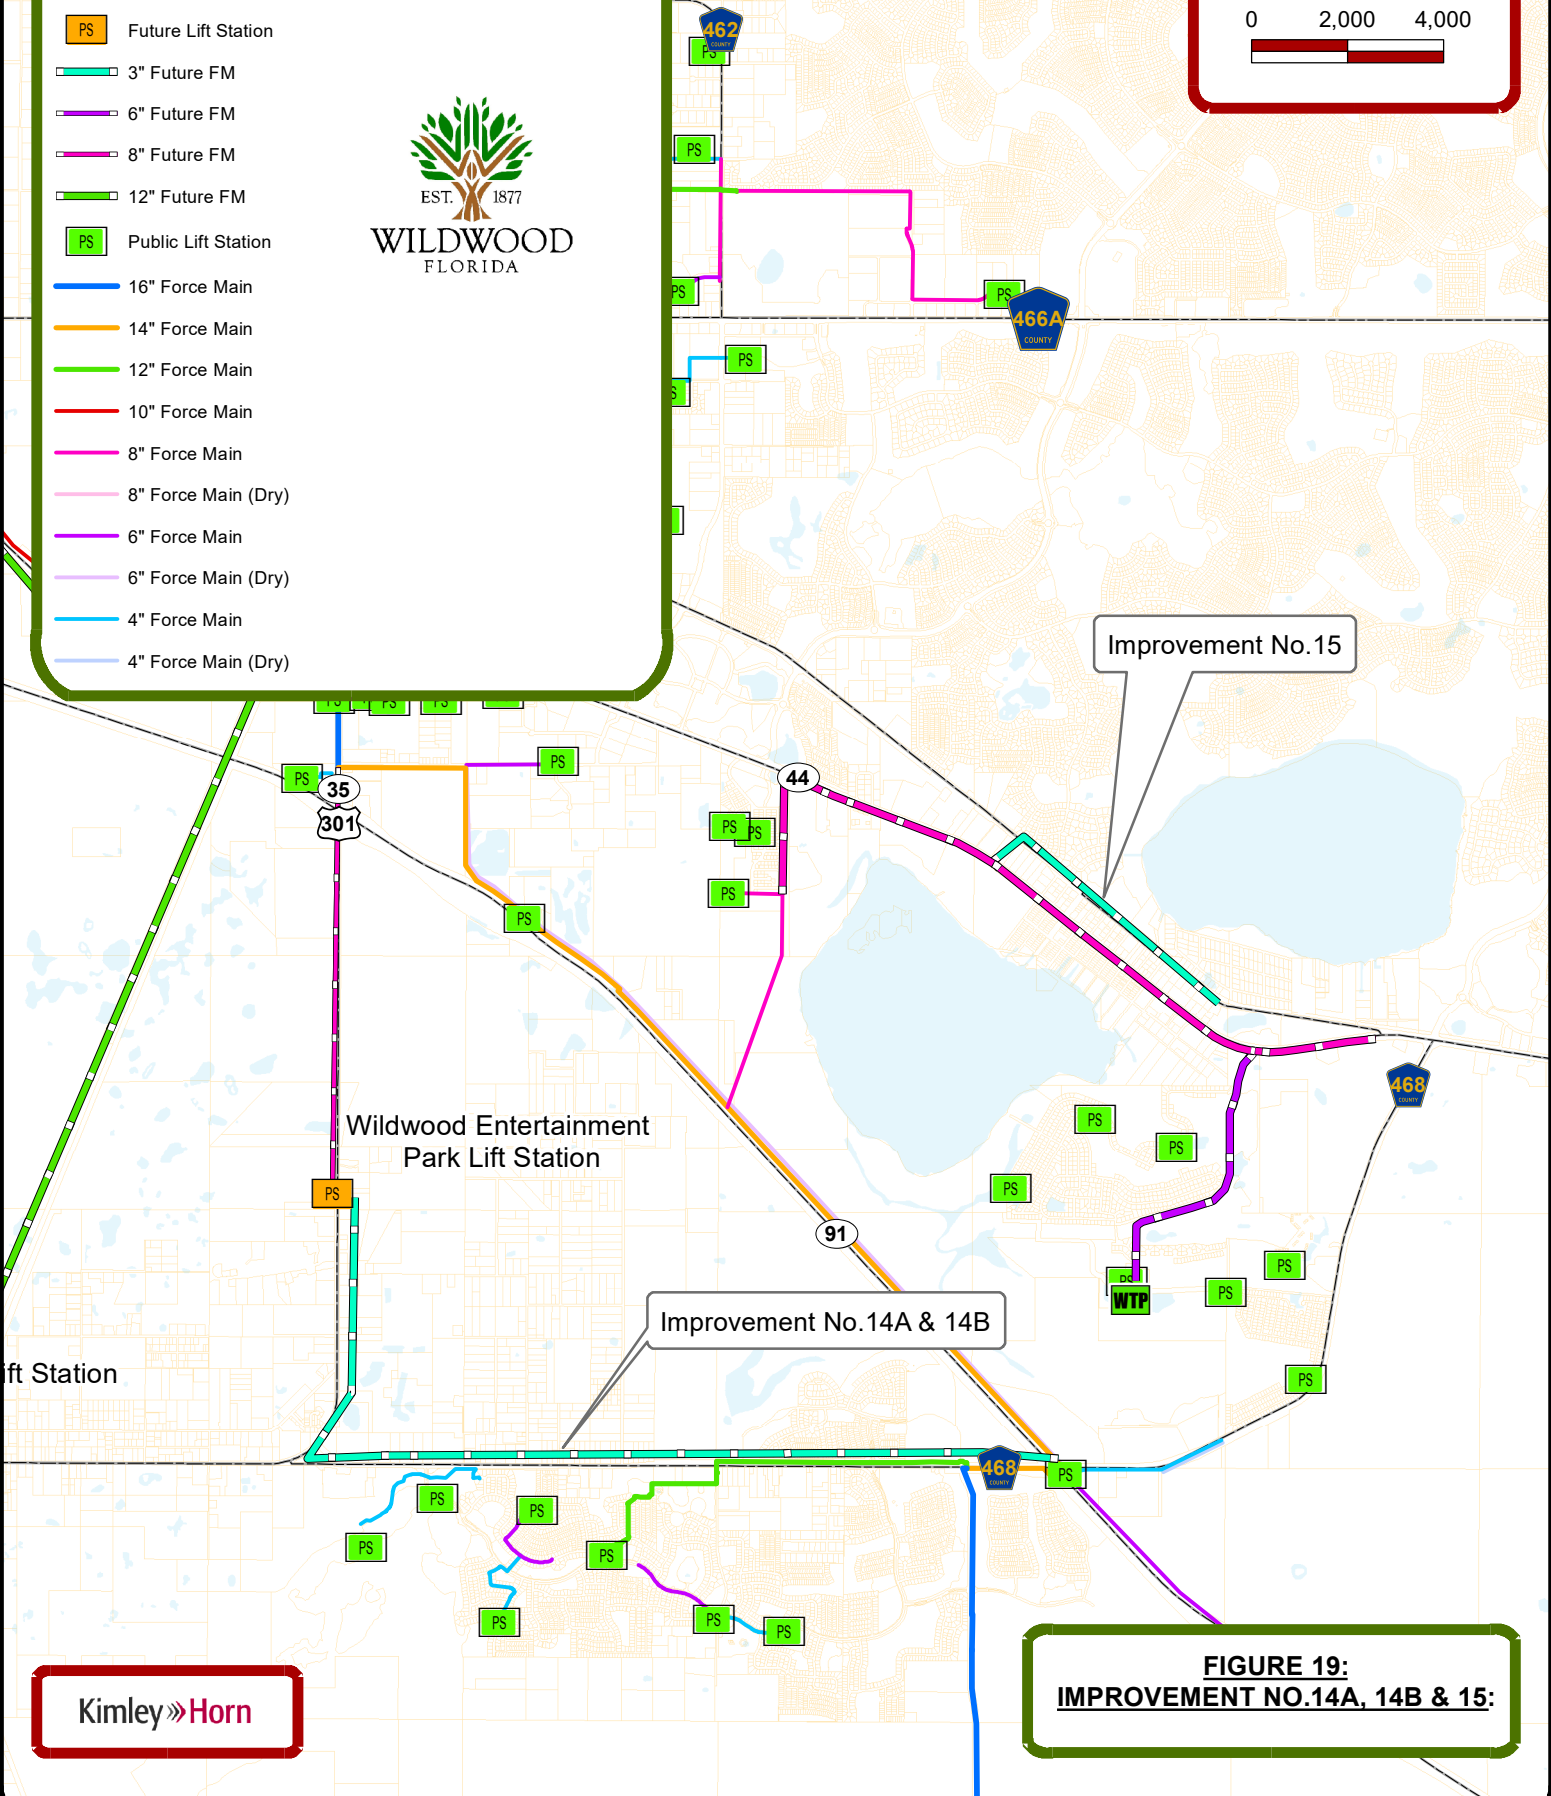 PS Future Lift Station
3" Future FM
6" Future FM
8" Future FM
12" Future FM
PS Public Lift Station
16" Force Main
14" Force Main
12" Force Main
10" Force Main
8" Force Main
8" Force Main (Dry)
6" Force Main
6" Force Main (Dry)
4" Force Main
4" Force Main (Dry)
EST. 1877
WILDWOOD
FLORIDA
0 2,000 4,000
462
COUNTY
PS
PS
PS
PS
466A
COUNTY
PS
Improvement No.15
PS
PS
35
301
44
PS
PS
PS
PS
468
COUNTY
Wildwood Entertainment
Park Lift Station
PS
PS
PS
PS
91
PS
PS
PS
WTP
Improvement No.14A & 14B
ift Station
PS
468
COUNTY
PS
PS
PS
PS
PS
PS
PS
PS
Kimley»Horn
FIGURE 19:
IMPROVEMENT NO.14A, 14B & 15: